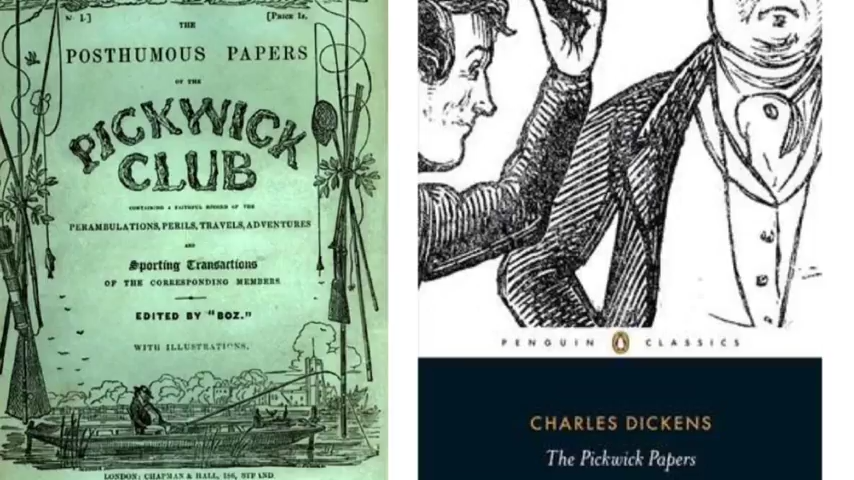 No I.] [Price 1s.
THE
POSTHUMOUS PAPERS
OF THE
PICKWICK
CLUB
CONTAINING A FAITHFUL RECORD OF THE
PERAMBULATIONS, PERILS, TRAVELS, ADVENTURES
AND
Sporting Transactions
OF THE CORRESPONDING MEMBERS
EDITED BY "BOZ."
WITH ILLUSTRATIONS.
LONDON: CHAPMAN & HALL, 186, STRAND
PENGUIN CLASSICS
CHARLES DICKENS
The Pickwick Papers